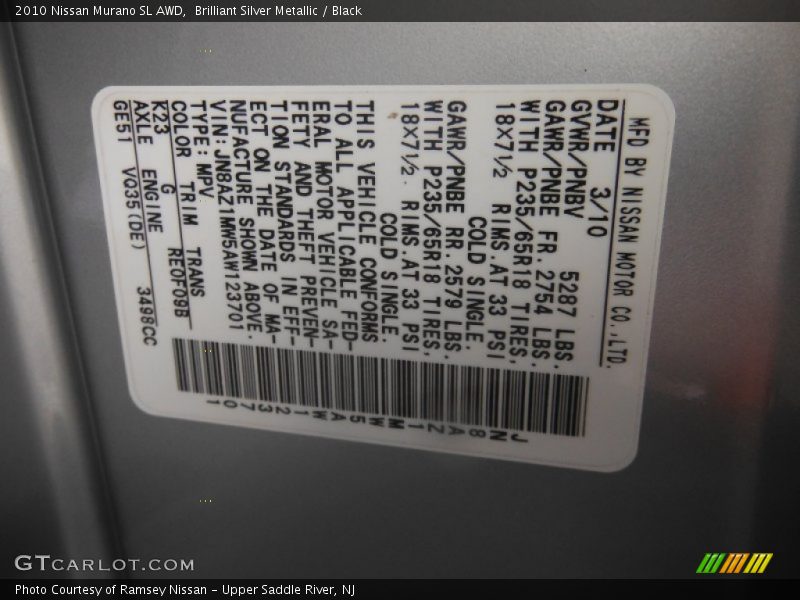 2010 Nissan Murano SL AWD,  Brilliant Silver Metallic / Black
MFD BY NISSAN MOTOR CO.,LTD.
DATE 3/10
GVWR/PNBV 5287 LBS.
GAWR/PNBE FR. 2754 LBS.
WITH P235/65R18 TIRES,
18X7½ RIMS.AT 33 PSI
COLD SINGLE.
GAWR/PNBE RR. 2579 LBS.
WITH P235/65R18 TIRES,
18X7½. RIMS.AT 33 PSI
COLD SINGLE.
THIS VEHICLE CONFORMS
TO ALL APPLICABLE FED-
ERAL MOTOR VEHICLE SA-
FETY AND THEFT PREVEN-
TION STANDARDS IN EFF-
ECT ON THE DATE OF MA-
NUFACTURE SHOWN ABOVE.
VIN:JN8AZ1MW5AW123701
TYPE:MPV
COLOR TRIM TRANS
K23 G RE0F09B
AXLE ENGINE
GE51 VQ35(DE) 3498CC
JN8AZ1MW5AW123701
GTCARLOT.COM
Photo Courtesy of Ramsey Nissan - Upper Saddle River, NJ